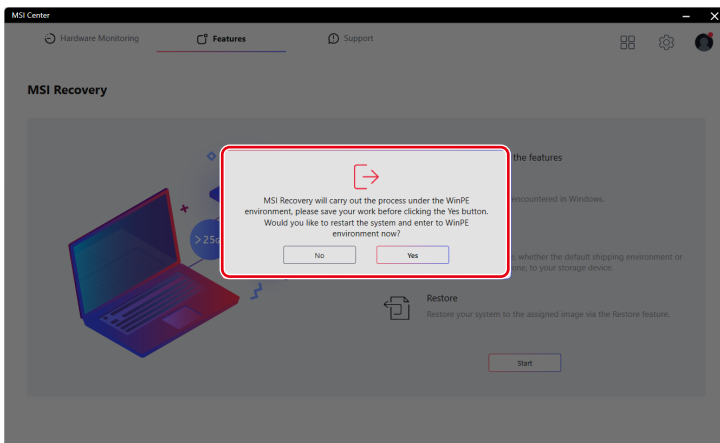 MSI Center
Hardware Monitoring
Features
Support
MSI Recovery
the features
encountered in Windows.
MSI Recovery will carry out the process under the WinPE
environment, please save your work before clicking the Yes button.
Would you like to restart the system and enter to WinPE
environment now?
No
Yes
>25
, whether the default shipping environment or
one, to your storage device.
Restore
Restore your system to the assigned image via the Restore feature.
Start